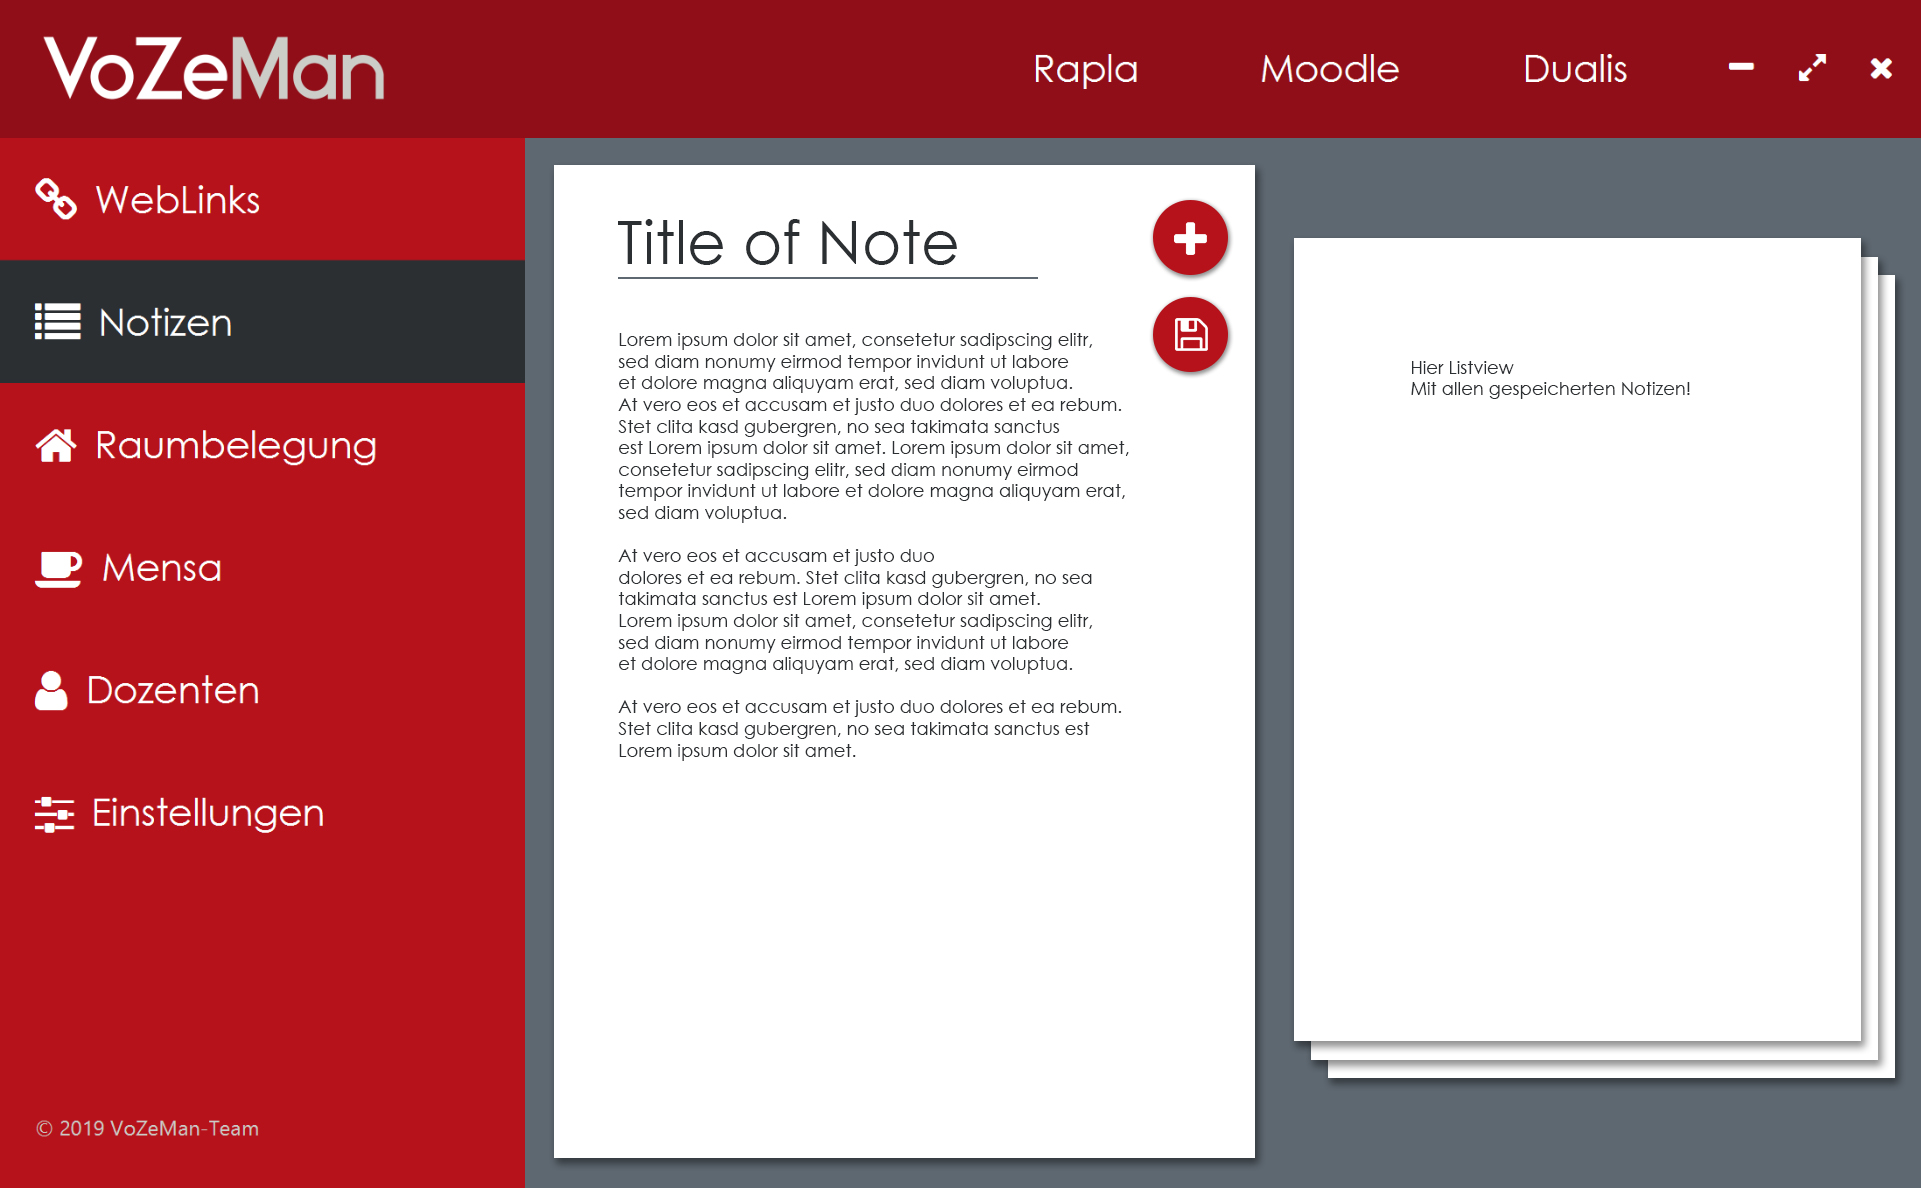 VoZeMan
Rapla
Moodle
Dualis
WebLinks
Notizen
Raumbelegung
Mensa
Dozenten
Einstellungen
© 2019 VoZeMan-Team
Title of Note
Lorem ipsum dolor sit amet, consetetur sadipscing elitr,
sed diam nonumy eirmod tempor invidunt ut labore
et dolore magna aliquyam erat, sed diam voluptua.
At vero eos et accusam et justo duo dolores et ea rebum.
Stet clita kasd gubergren, no sea takimata sanctus
est Lorem ipsum dolor sit amet. Lorem ipsum dolor sit amet,
consetetur sadipscing elitr, sed diam nonumy eirmod
tempor invidunt ut labore et dolore magna aliquyam erat,
sed diam voluptua.
At vero eos et accusam et justo duo
dolores et ea rebum. Stet clita kasd gubergren, no sea
takimata sanctus est Lorem ipsum dolor sit amet.
Lorem ipsum dolor sit amet, consetetur sadipscing elitr,
sed diam nonumy eirmod tempor invidunt ut labore
et dolore magna aliquyam erat, sed diam voluptua.
At vero eos et accusam et justo duo dolores et ea rebum.
Stet clita kasd gubergren, no sea takimata sanctus est
Lorem ipsum dolor sit amet.
Hier Listview
Mit allen gespeicherten Notizen!